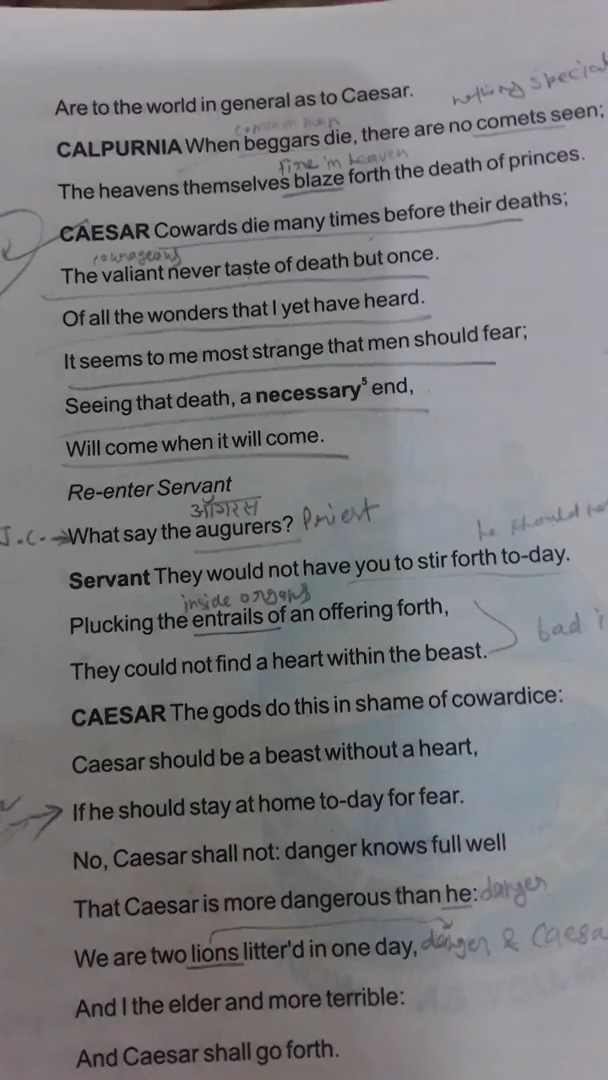 Are to the world in general as to Caesar.
nothing special
common man
CALPURNIA When beggars die, there are no comets seen;
fire in heaven
The heavens themselves blaze forth the death of princes.
CAESAR Cowards die many times before their deaths;
courageous
The valiant never taste of death but once.
Of all the wonders that I yet have heard.
It seems to me most strange that men should fear;
Seeing that death, a necessary⁵ end,
Will come when it will come.
Re-enter Servant
ऑगरस
J.C. → What say the augurers? Priest
he should
Servant They would not have you to stir forth to-day.
inside organs
Plucking the entrails of an offering forth,
bad
They could not find a heart within the beast.
CAESAR The gods do this in shame of cowardice:
Caesar should be a beast without a heart,
If he should stay at home to-day for fear.
No, Caesar shall not: danger knows full well
That Caesar is more dangerous than he: danger
We are two lions litter'd in one day, danger & Caesa
And I the elder and more terrible:
And Caesar shall go forth.